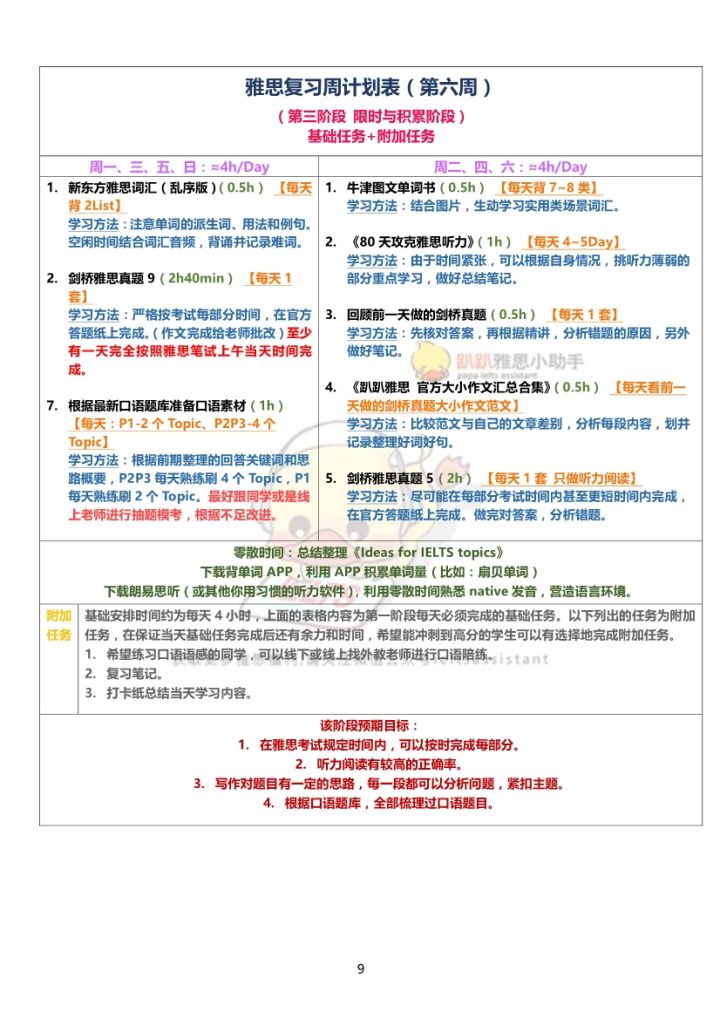 雅思复习周计划表（第六周）
（第三阶段 限时与积累阶段）
基础任务+附加任务
周一、三、五、日：≈4h/Day
1. 新东方雅思词汇（乱序版）（0.5h） 【每天
背 2List】
学习方法：注意单词的派生词、用法和例句。
空闲时间结合词汇音频，背诵并记录难词。
2. 剑桥雅思真题 9（2h40min） 【每天 1
套】
学习方法：严格按考试每部分时间，在官方
答题纸上完成。（作文完成给老师批改）至少
有一天完全按照雅思笔试上午当天时间完
成。
7. 根据最新口语题库准备口语素材（1h）
【每天：P1-2 个 Topic、P2P3-4 个
Topic】
学习方法：根据前期整理的回答关键词和思
路概要，P2P3 每天熟练刷 4 个 Topic，P1
每天熟练刷 2 个 Topic。最好跟同学或是线
上老师进行抽题模考，根据不足改进。
周二、四、六：≈4h/Day
1. 牛津图文单词书（0.5h） 【每天背 7~8 类】
学习方法：结合图片，生动学习实用类场景词汇。
2. 《80 天攻克雅思听力》（1h） 【每天 4~5Day】
学习方法：由于时间紧张，可以根据自身情况，挑听力薄弱的
部分重点学习，做好总结笔记。
3. 回顾前一天做的剑桥真题（0.5h） 【每天 1 套】
学习方法：先核对答案，再根据精讲，分析错题的原因，另外
做好笔记。
趴趴雅思小助手
papa ielts assistant
4. 《趴趴雅思 官方大小作文汇总合集》（0.5h） 【每天看前一
天做的剑桥真题大小作文范文】
学习方法：比较范文与自己的文章差别，分析每段内容，划并
记录整理好词好句。
5. 剑桥雅思真题 5（2h） 【每天 1 套 只做听力阅读】
学习方法：尽可能在每部分考试时间内甚至更短时间内完成，
在官方答题纸上完成。做完对答案，分析错题。
零散时间：总结整理《Ideas for IELTS topics》
下载背单词 APP，利用 APP 积累单词量（比如：扇贝单词）
下载朗易思听（或其他你用习惯的听力软件），利用零散时间熟悉 native 发音，营造语言环境。
附加
任务
基础安排时间约为每天 4 小时，上面的表格内容为第一阶段每天必须完成的基础任务。以下列出的任务为附加
任务，在保证当天基础任务完成后还有余力和时间，希望能冲刺到高分的学生可以有选择地完成附加任务。
1. 希望练习口语语感的同学，可以线下或线上找外教老师进行口语陪练。
2. 复习笔记。
3. 打卡纸总结当天学习内容。
该阶段预期目标：
1. 在雅思考试规定时间内，可以按时完成每部分。
2. 听力阅读有较高的正确率。
3. 写作对题目有一定的思路，每一段都可以分析问题，紧扣主题。
4. 根据口语题库，全部梳理过口语题目。
9